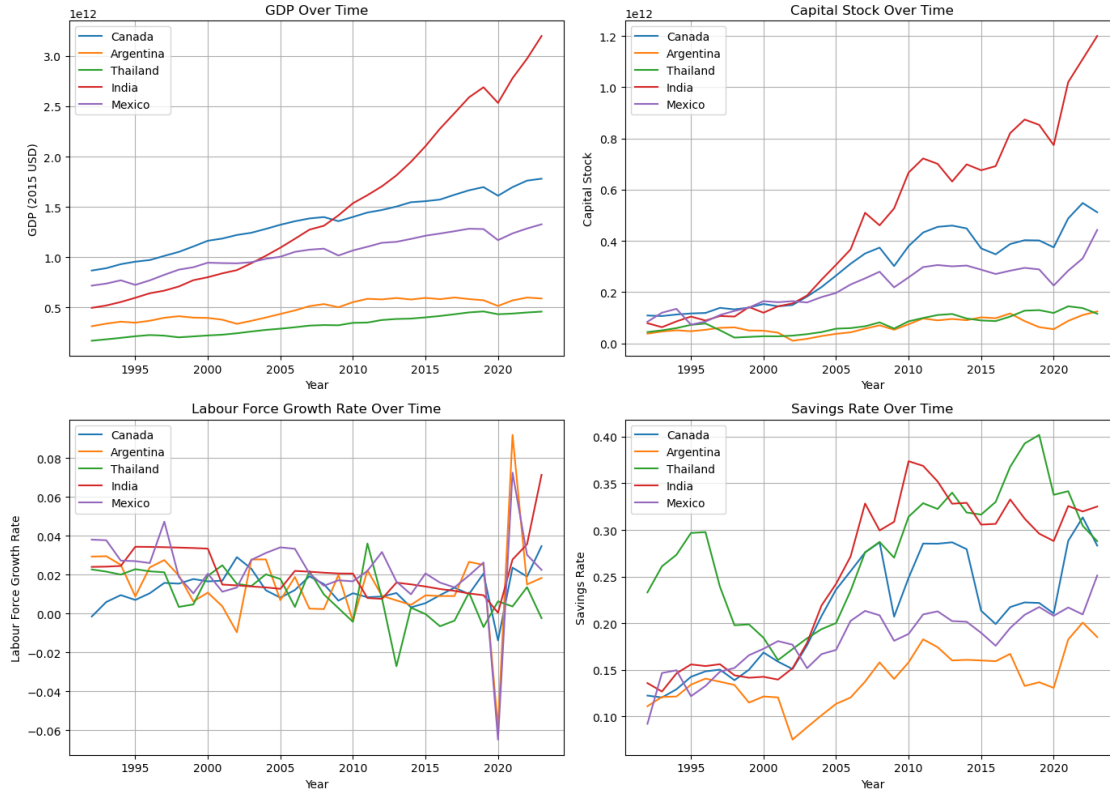 GDP Over Time
1e12
GDP (2015 USD)
3.0
2.5
2.0
1.5
1.0
0.5
Canada
Argentina
Thailand
India
Mexico
1995 2000 2005 2010 2015 2020
Year
Capital Stock Over Time
1e12
Capital Stock
1.2
1.0
0.8
0.6
0.4
0.2
0.0
Canada
Argentina
Thailand
India
Mexico
1995 2000 2005 2010 2015 2020
Year
Labour Force Growth Rate Over Time
Labour Force Growth Rate
0.08
0.06
0.04
0.02
0.00
−0.02
−0.04
−0.06
Canada
Argentina
Thailand
India
Mexico
1995 2000 2005 2010 2015 2020
Year
Savings Rate Over Time
Savings Rate
0.40
0.35
0.30
0.25
0.20
0.15
0.10
Canada
Argentina
Thailand
India
Mexico
1995 2000 2005 2010 2015 2020
Year